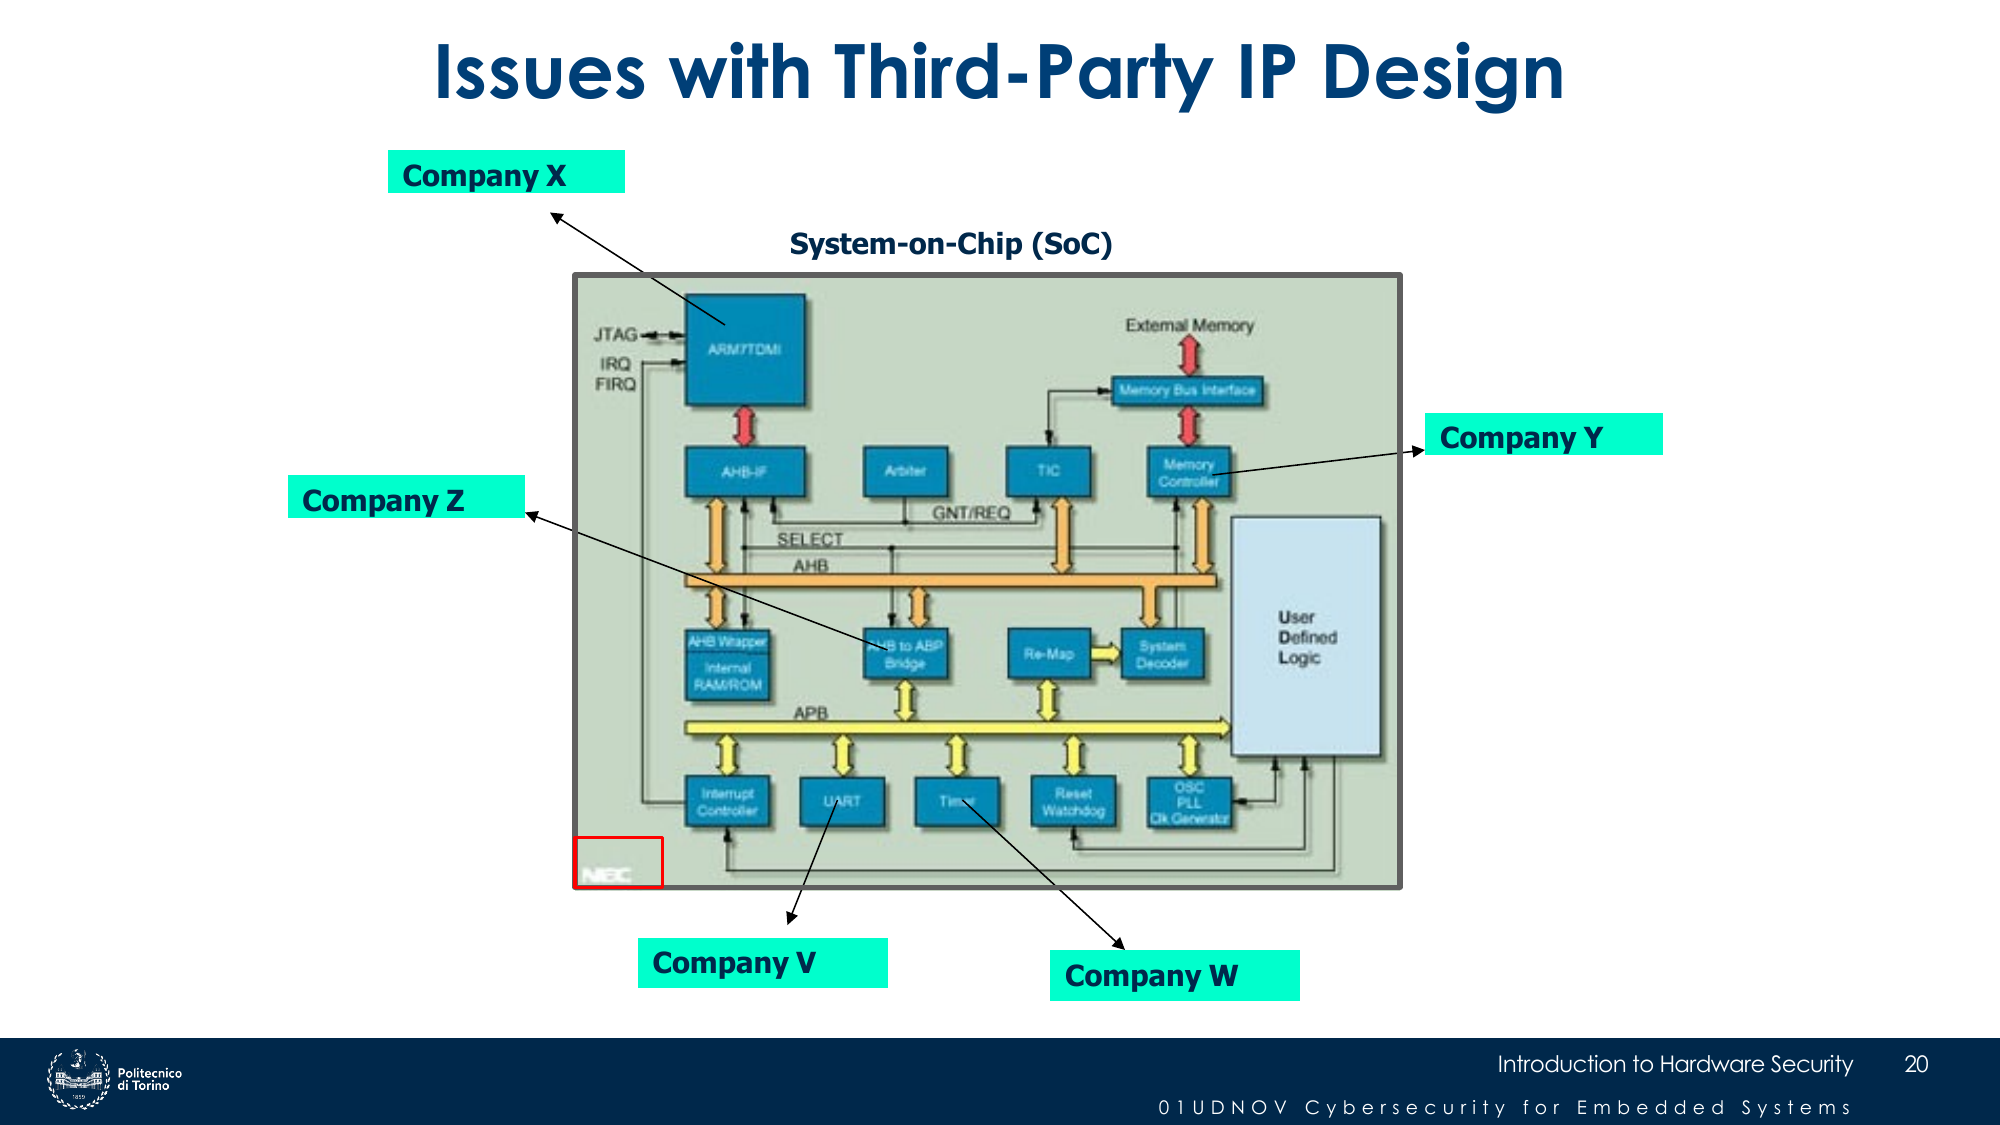 Issues with Third-Party IP Design
Company X
System-on-Chip (SoC)
JTAG
IRQ
FIRQ
ARM7TDMI
External Memory
Memory Bus Interface
Company Y
AHB-IF
Arbiter
TIC
Memory
Controller
Company Z
GNT/REQ
SELECT
AHB
AHB Wrapper
Internal
RAM/ROM
AHB to ABP
Bridge
Re-Map
System
Decoder
User
Defined
Logic
APB
Interrupt
Controller
UART
Timer
Reset
Watchdog
OSC
PLL
Clk Generator
NEC
Company V
Company W
Politecnico
di Torino
1859
Introduction to Hardware Security
20
01UDNOV Cybersecurity for Embedded Systems